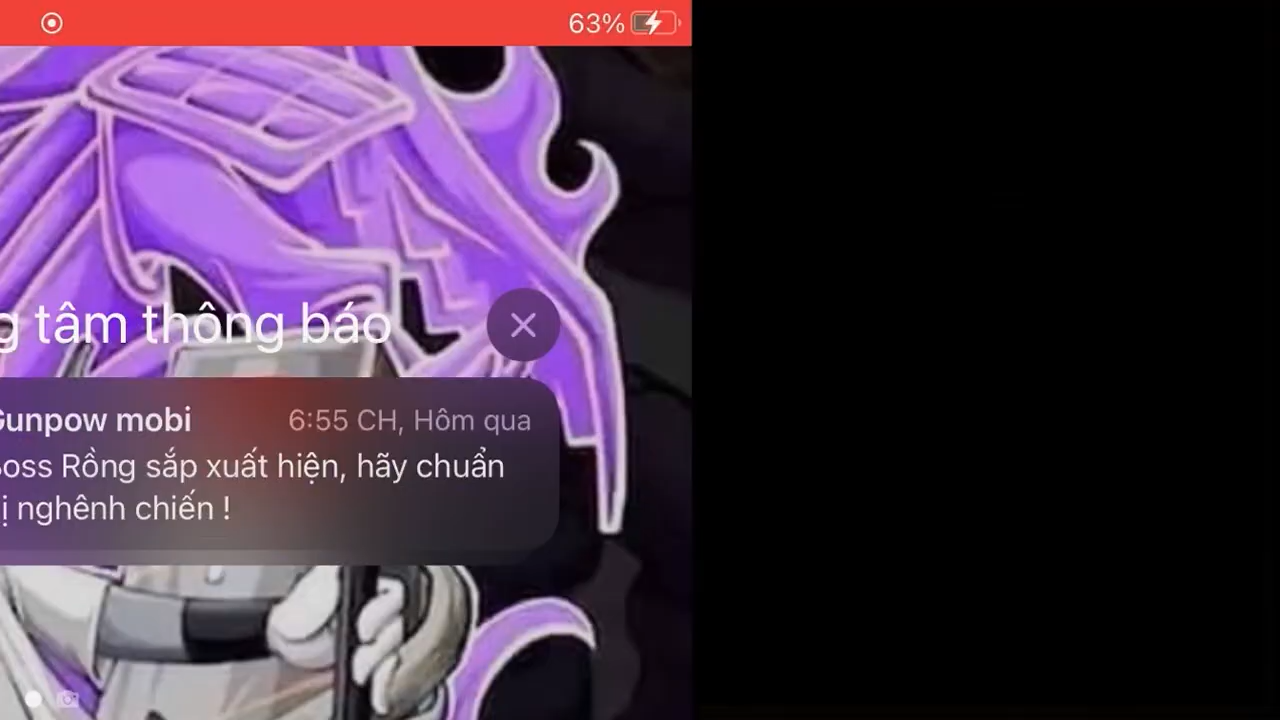 63%
g tâm thông báo
Gunpow mobi 6:55 CH, Hôm qua
Boss Rồng sắp xuất hiện, hãy chuẩn
ị nghênh chiến !